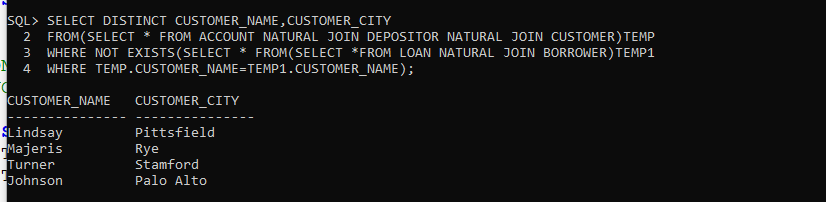 SQL> SELECT DISTINCT CUSTOMER_NAME,CUSTOMER_CITY
2 FROM(SELECT * FROM ACCOUNT NATURAL JOIN DEPOSITOR NATURAL JOIN CUSTOMER)TEMP
3 WHERE NOT EXISTS(SELECT * FROM(SELECT *FROM LOAN NATURAL JOIN BORROWER)TEMP1
4 WHERE TEMP.CUSTOMER_NAME=TEMP1.CUSTOMER_NAME);
CUSTOMER_NAME CUSTOMER_CITY
--------------- ---------------
Lindsay Pittsfield
Majeris Rye
Turner Stamford
Johnson Palo Alto